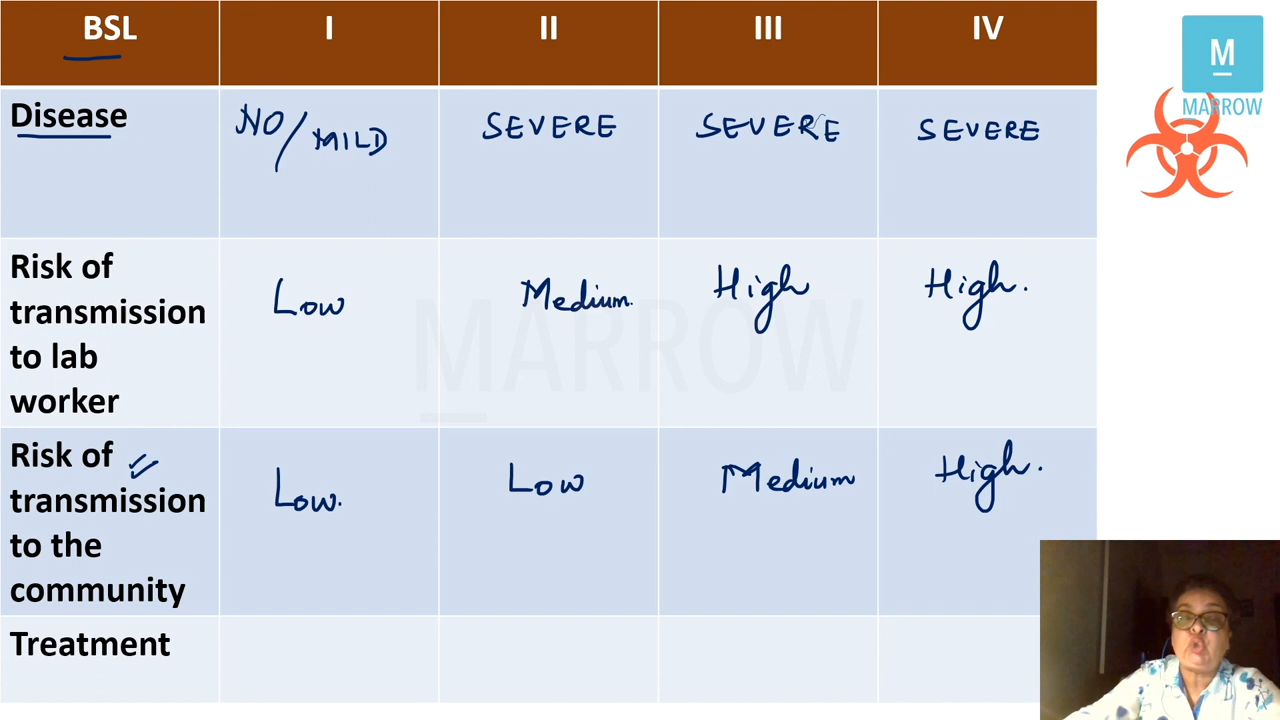 BSL I II III IV
M
MARROW
Disease NO/MILD SEVERE SEVERE SEVERE
Risk of
transmission
to lab
worker
Low Medium. High High.
MARROW
Risk of
transmission
to the
community
Low. Low Medium High.
Treatment